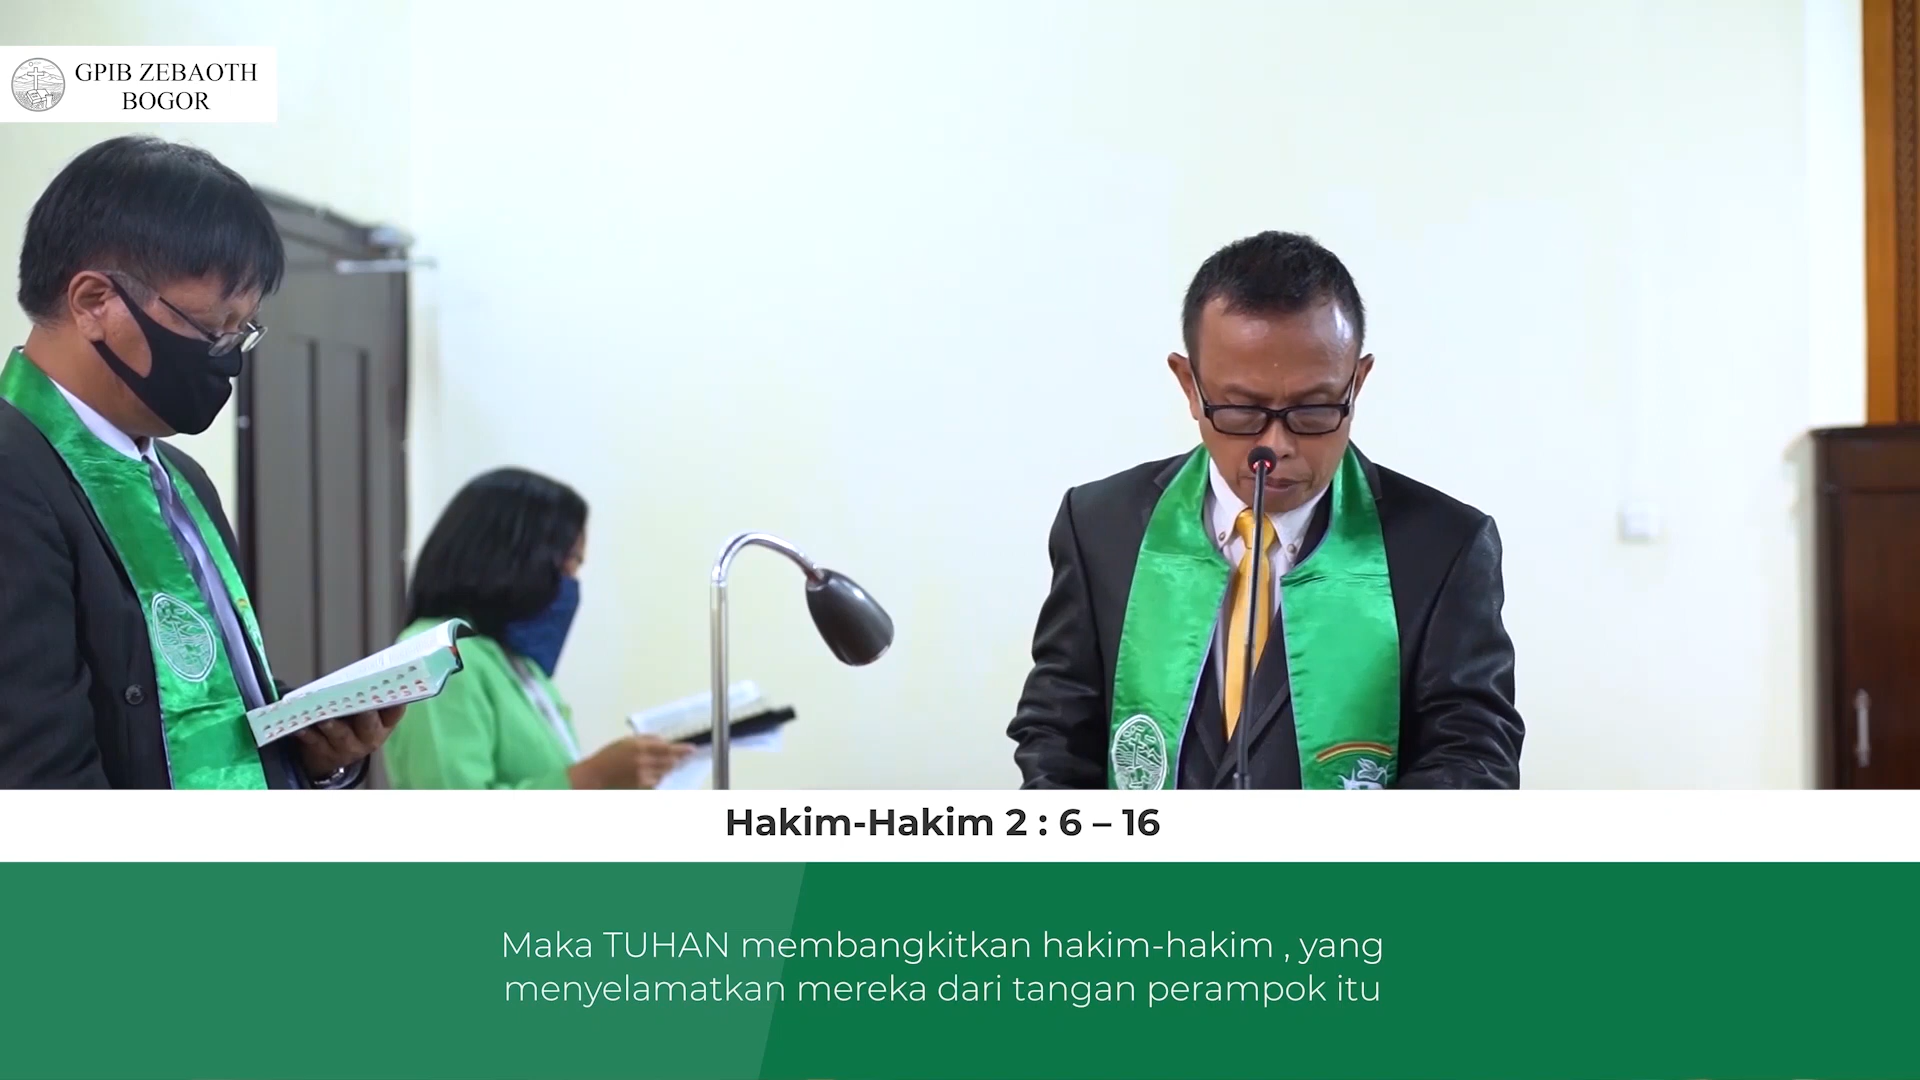 GPIB ZEBAOTH
BOGOR
Hakim-Hakim 2 : 6 – 16
Maka TUHAN membangkitkan hakim-hakim , yang
menyelamatkan mereka dari tangan perampok itu